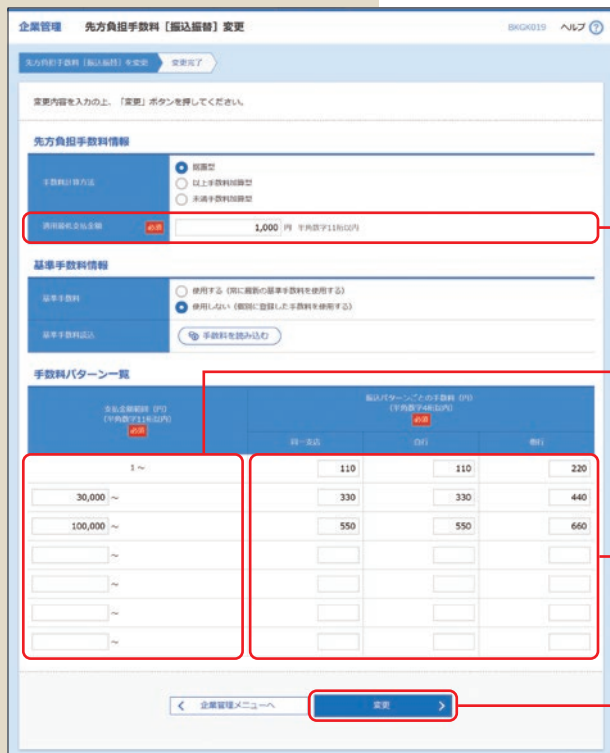 企業管理 先方負担手数料［振込振替］変更 BKGK019 ヘルプ ?
先方負担手数料［振込振替］を変更 変更完了
変更内容を入力の上、「変更」ボタンを押してください。
先方負担手数料情報
手数料計算方法
据置型
以上手数料加算型
未満手数料加算型
適用最低支払金額 必須 1,000 円 半角数字11桁以内
基準手数料情報
基準手数料
使用する（常に最新の基準手数料を使用する）
使用しない（個別に登録した手数料を使用する）
基準手数料読込 手数料を読み込む
手数料パターン一覧
支払金額範囲（円）
（半角数字11桁以内）
必須
振込パターンごとの手数料（円）
（半角数字4桁以内）
必須
同一支店 自行 他行
1～ 110 110 220
30,000 ～ 330 330 440
100,000 ～ 550 550 660
～
～
～
～
企業管理メニューへ 変更